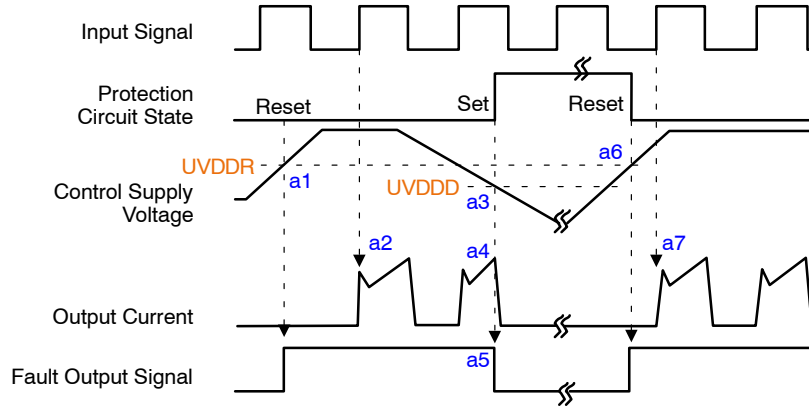 Input Signal
Protection
Circuit State
Reset
Set
Reset
UVDDR
a1
a6
UVDDD
a3
Control Supply
Voltage
a2
a4
a7
Output Current
a5
Fault Output Signal